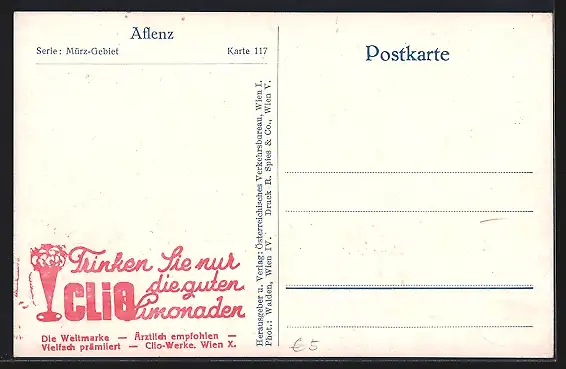 Aflenz
Serie: Mürz-Gebiet Karte 117
Trinken Sie nur
die guten
CLiO Limonaden
Die Weltmarke — Ärztlich empfohlen —
Vielfach prämiiert — Clio-Werke, Wien X.
Herausgeber u. Verlag: Österreichisches Verkehrsbureau, Wien I.
Phot.: Walden, Wien IV. Druck R. Spies & Co., Wien V.
Postkarte
€5